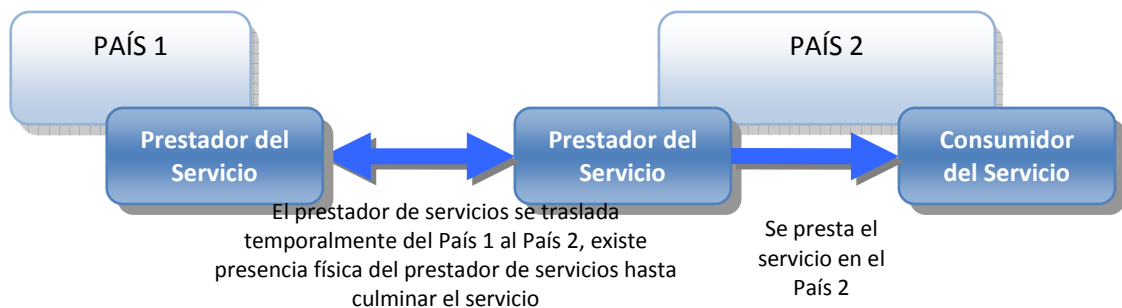 PAÍS 1
PAÍS 2
Prestador del
Servicio
Prestador del
Servicio
Consumidor
del Servicio
El prestador de servicios se traslada
temporalmente del País 1 al País 2, existe
presencia física del prestador de servicios hasta
culminar el servicio
Se presta el
servicio en el
País 2